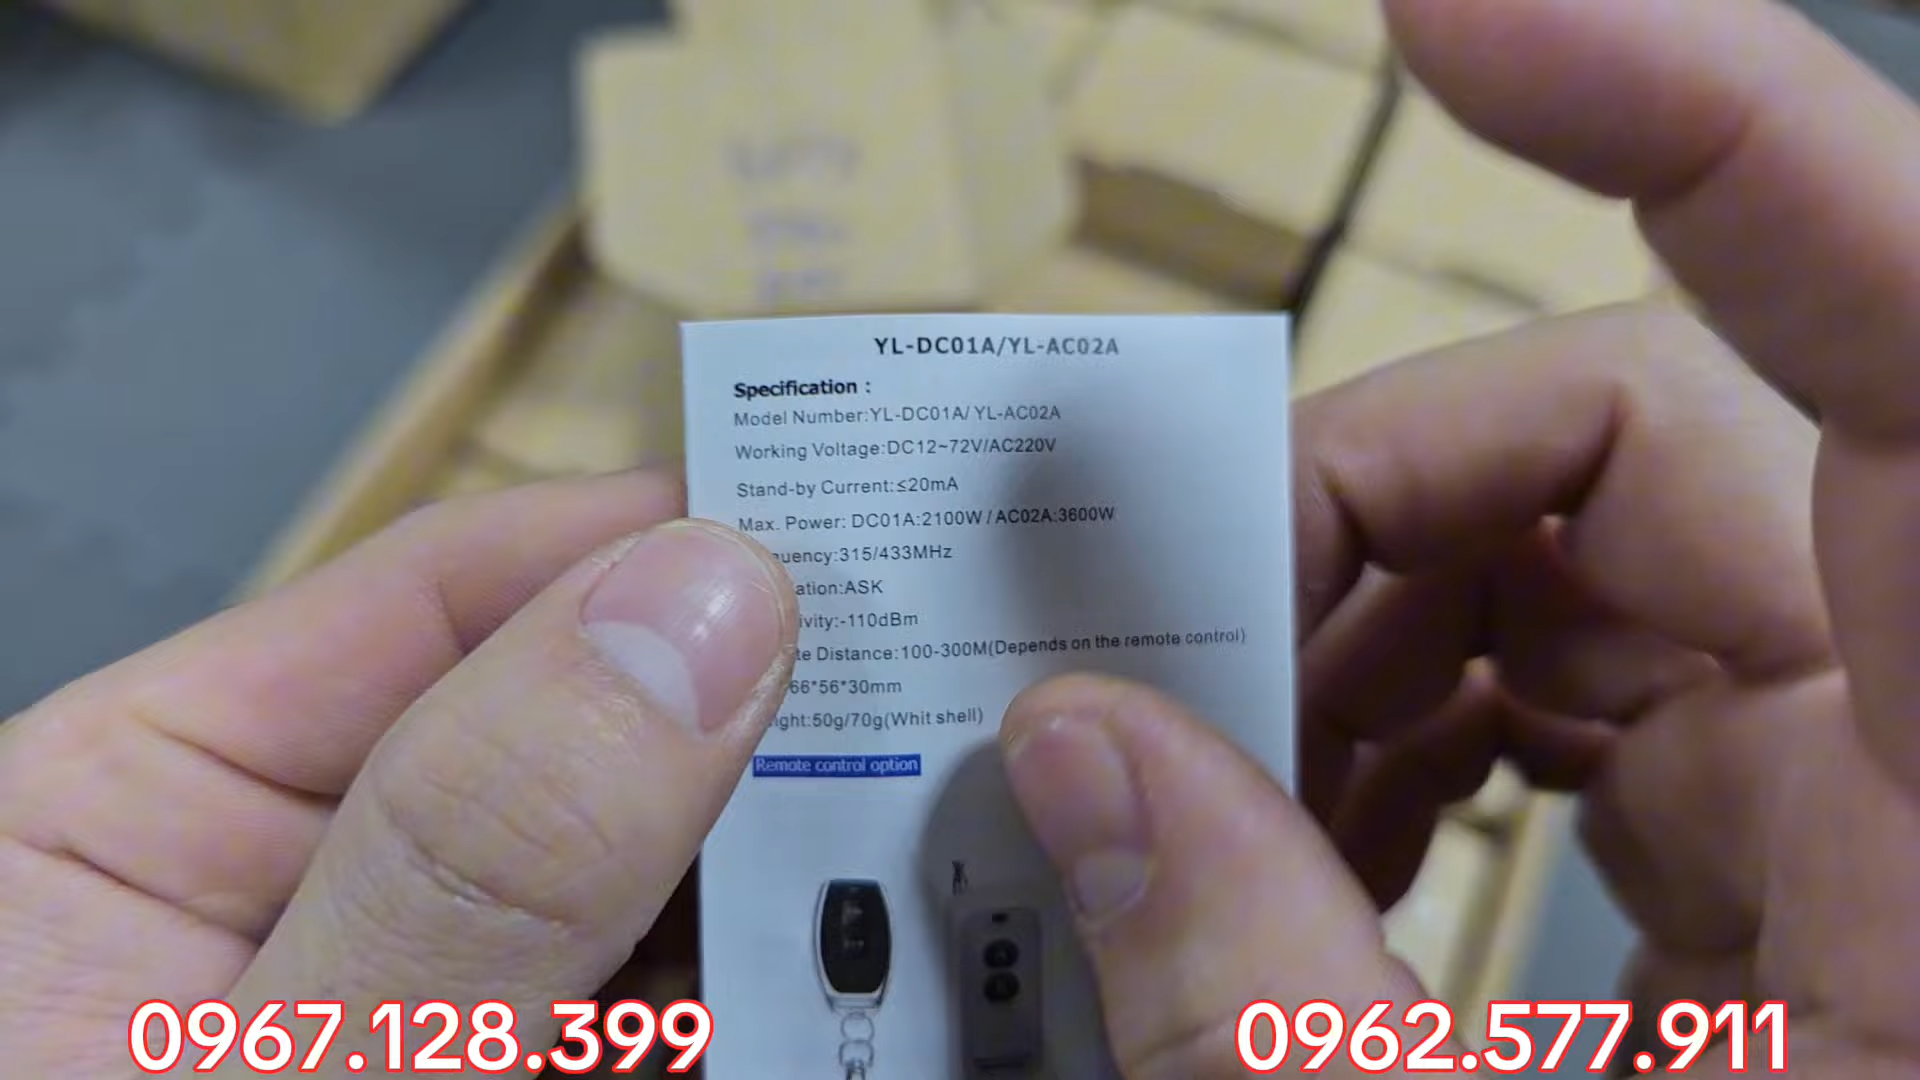 YL-DC01A/YL-AC02A
Specification :
Model Number:YL-DC01A/ YL-AC02A
Working Voltage:DC12~72V/AC220V
Stand-by Current:≤20mA
Max. Power: DC01A:2100W / AC02A:3600W
uency:315/433MHz
ation:ASK
ivity:-110dBm
te Distance:100-300M(Depends on the remote control)
66*56*30mm
ight:50g/70g(Whit shell)
Remote control option
0967.128.399
0962.577.911